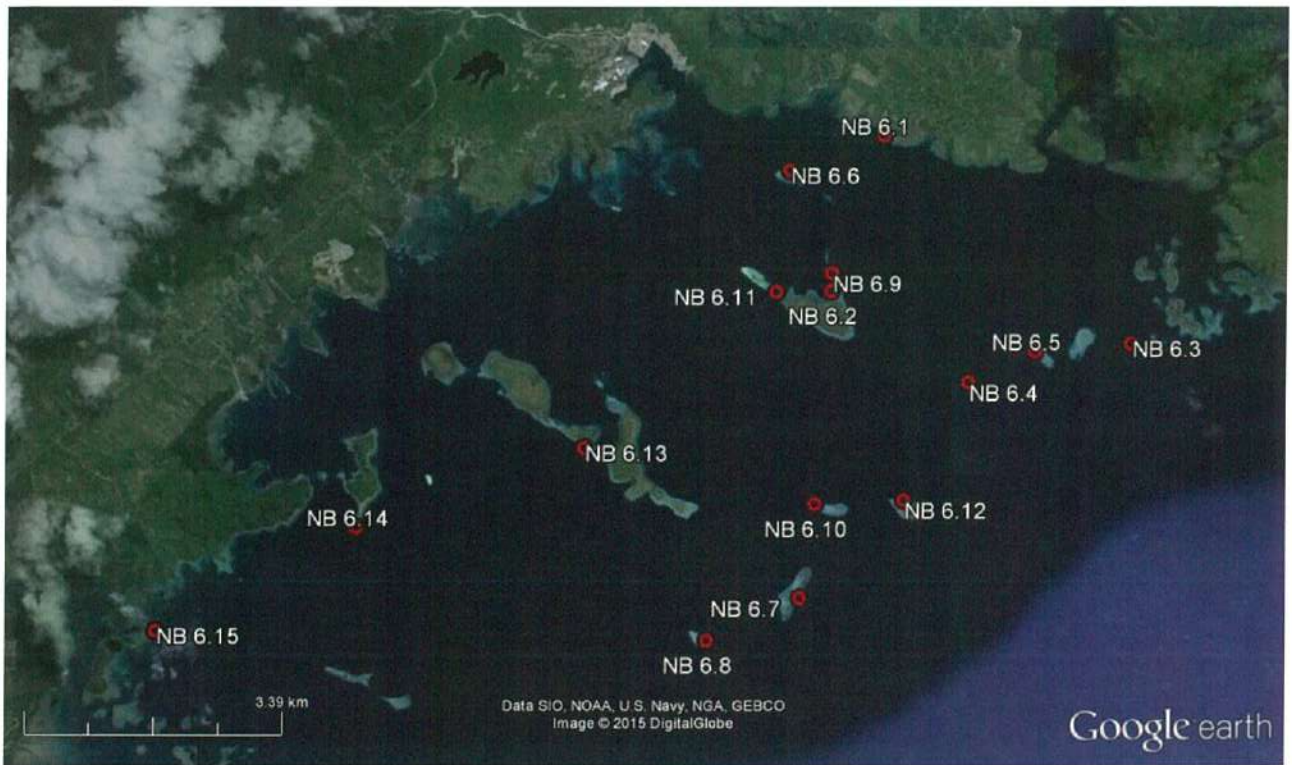 NB 6.1
NB 6.6
NB 6.9
NB 6.11
NB 6.2
NB 6.5
NB 6.3
NB 6.4
NB 6.13
NB 6.12
NB 6.14
NB 6.10
NB 6.7
NB 6.15
NB 6.8
3.39 km
Data SIO, NOAA, U.S. Navy, NGA, GEBCO
Image © 2015 DigitalGlobe
Google earth